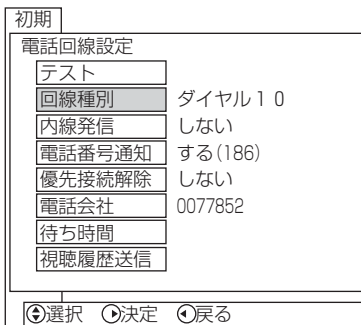 初期
電話回線設定
テスト
回線種別 ダイヤル１０
内線発信 しない
電話番号通知 する(186)
優先接続解除 しない
電話会社 0077852
待ち時間
視聴履歴送信
選択 決定 戻る